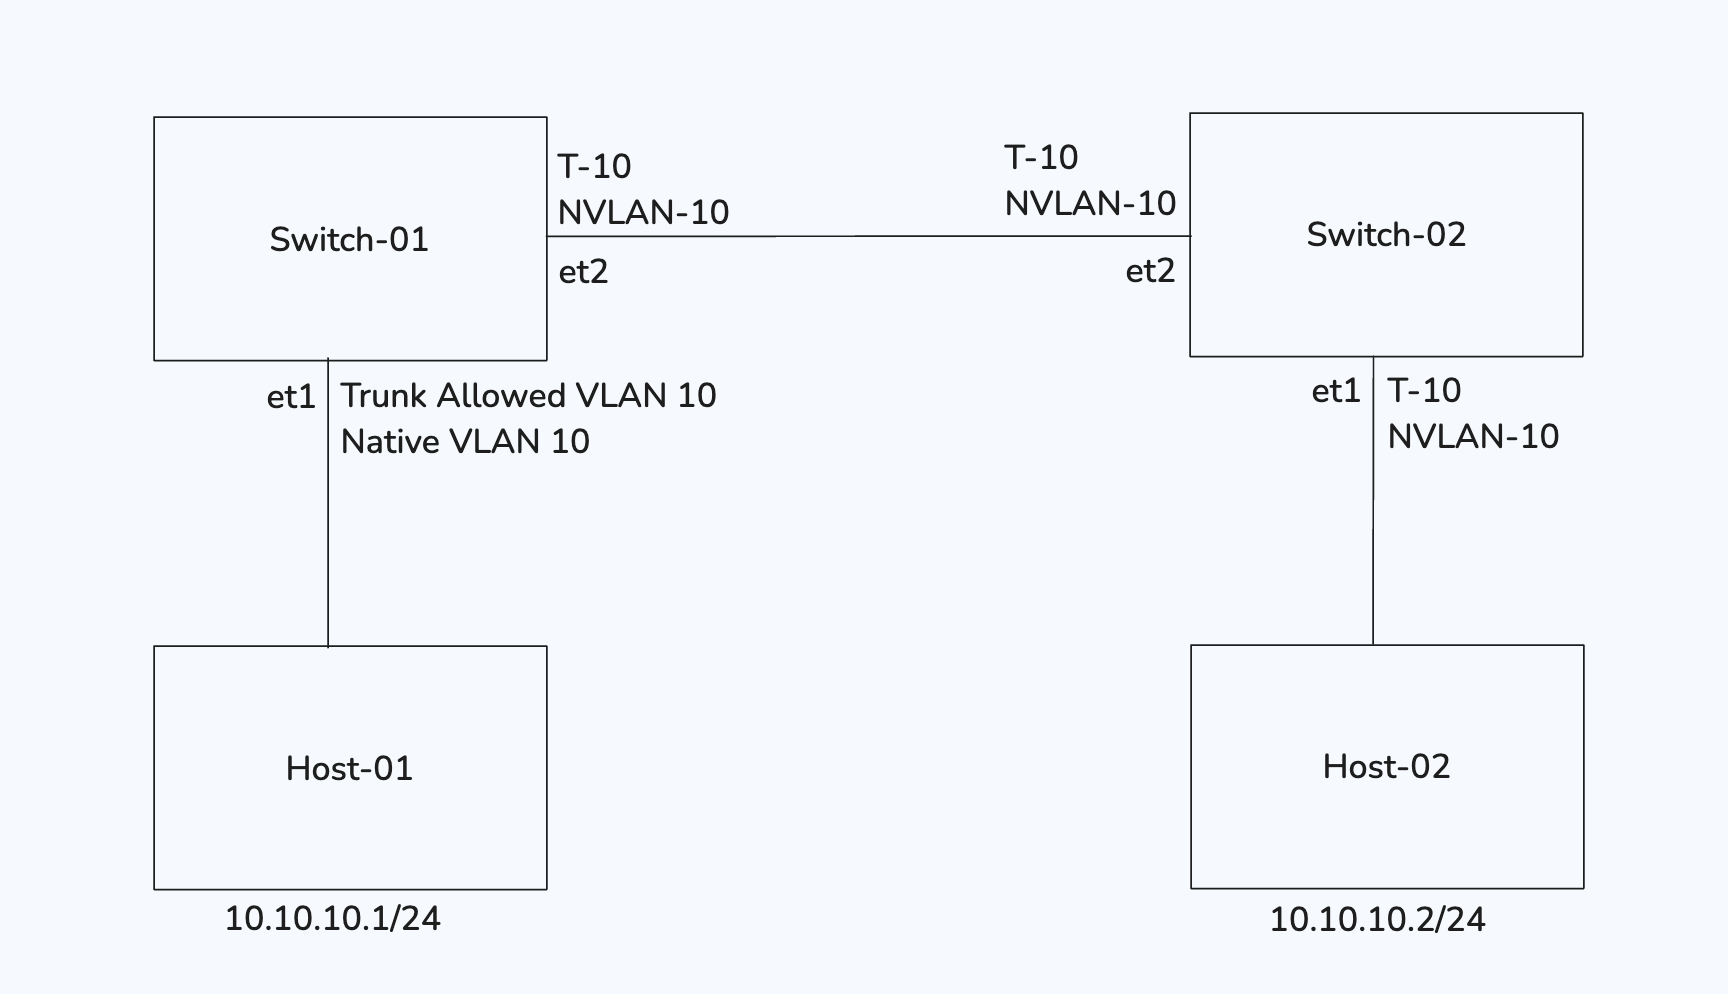 T-10
NVLAN-10
Switch-01
et2
T-10
NVLAN-10
Switch-02
et2
et1
Trunk Allowed VLAN 10
Native VLAN 10
et1
T-10
NVLAN-10
Host-01
Host-02
10.10.10.1/24
10.10.10.2/24